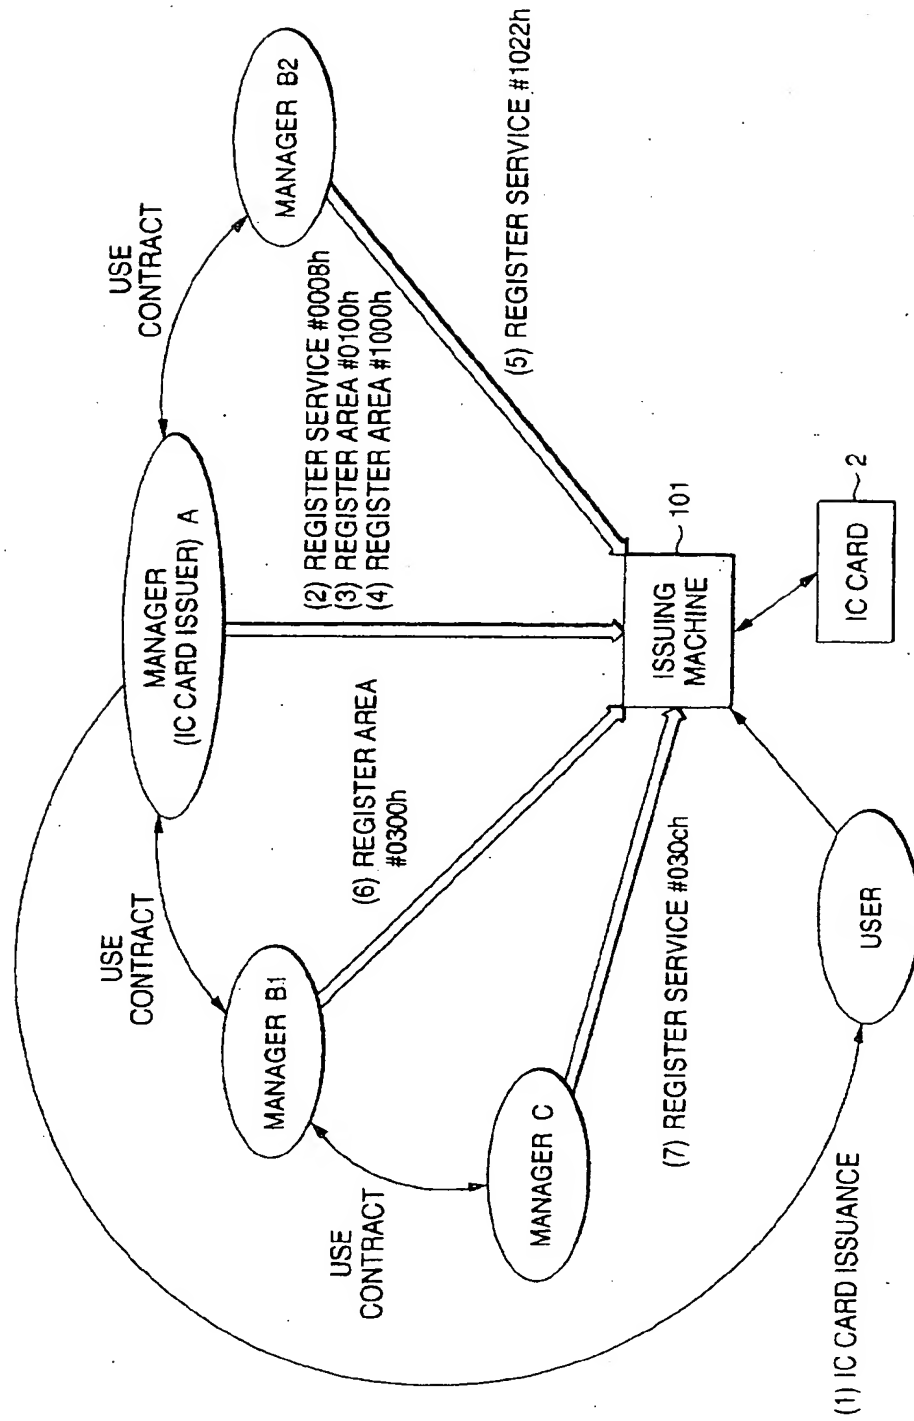 MANAGER
(IC CARD ISSUER) A
USE
CONTRACT
USE
CONTRACT
MANAGER B1
MANAGER B2
(2) REGISTER SERVICE #0008h
(3) REGISTER AREA #0100h
(4) REGISTER AREA #1000h
(5) REGISTER SERVICE #1022h
(6) REGISTER AREA
#0300h
USE
CONTRACT
MANAGER C
(7) REGISTER SERVICE #030ch
ISSUING
MACHINE
101
IC CARD
2
USER
(1) IC CARD ISSUANCE